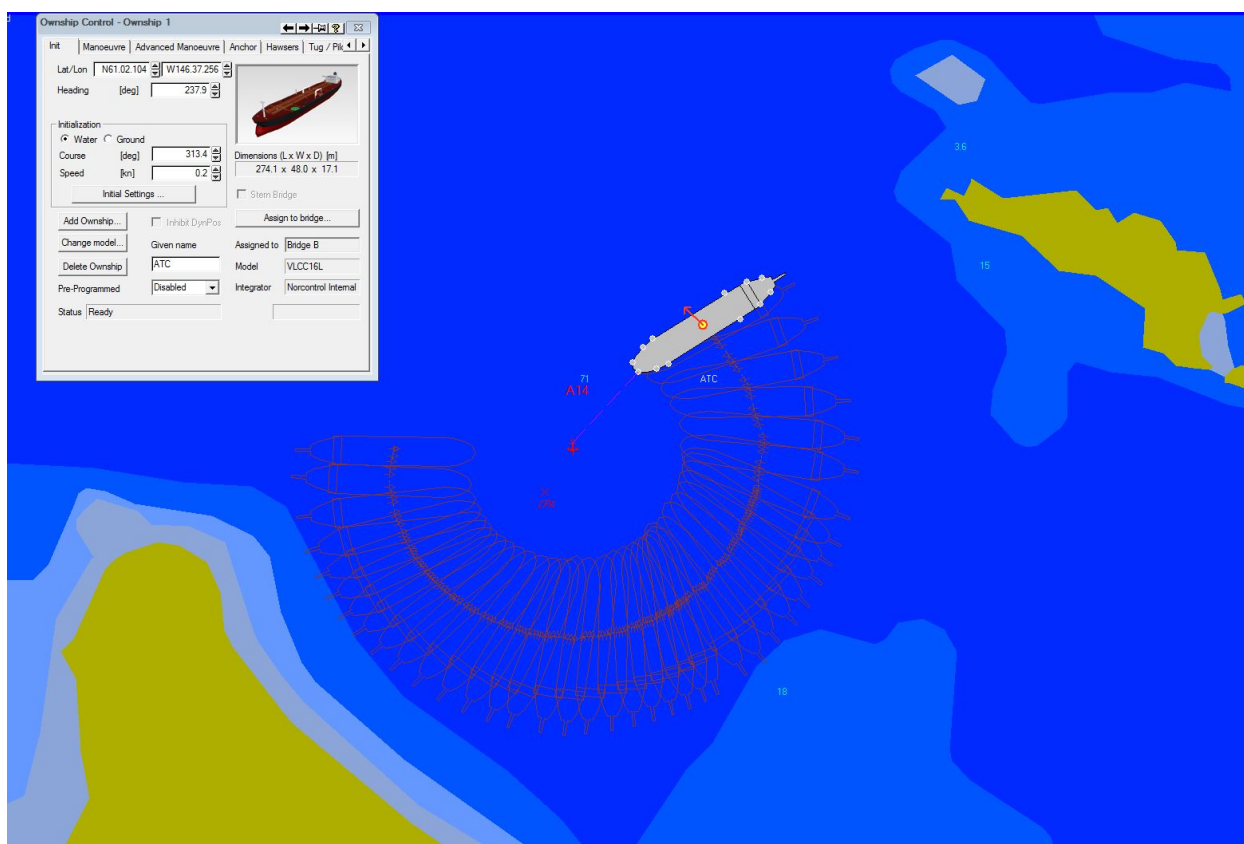 Ownship Control - Ownship 1
Init Manoeuvre Advanced Manoeuvre Anchor Hawsers Tug / Pik
Lat/Lon N61.02.104 W146.37.256
Heading [deg] 237.9
Initialization
Water Ground
Course [deg] 313.4
Speed [kn] 0.2
Initial Settings ...
Dimensions (L x W x D) [m]
274.1 x 48.0 x 17.1
Stern Bridge
Add Ownship... Inhibit DynPos Assign to bridge...
Change model... Given name Assigned to Bridge B
Delete Ownship ATC Model VLCC16L
Pre-Programmed Disabled Integrator Norcontrol Internal
Status Ready
3.6
15
71
A14
ATC
18